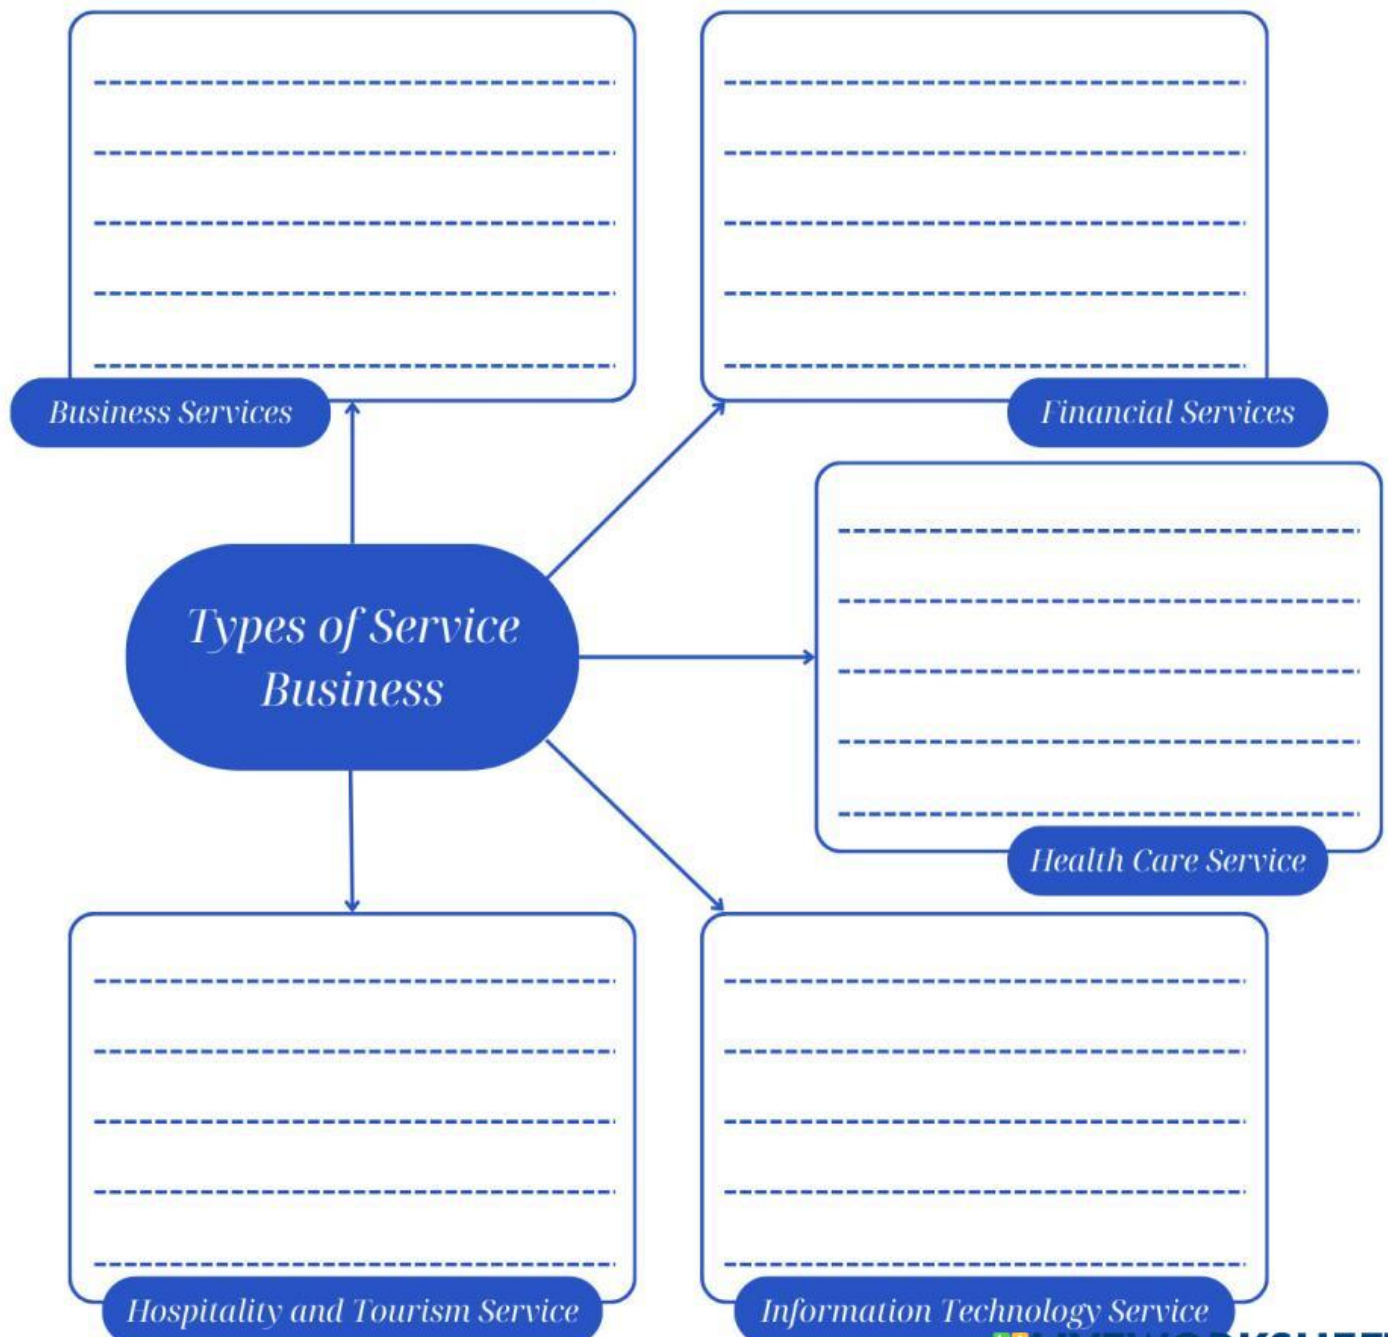 Business Services
Financial Services
Types of Service
Business
Health Care Service
Hospitality and Tourism Service
Information Technology Service